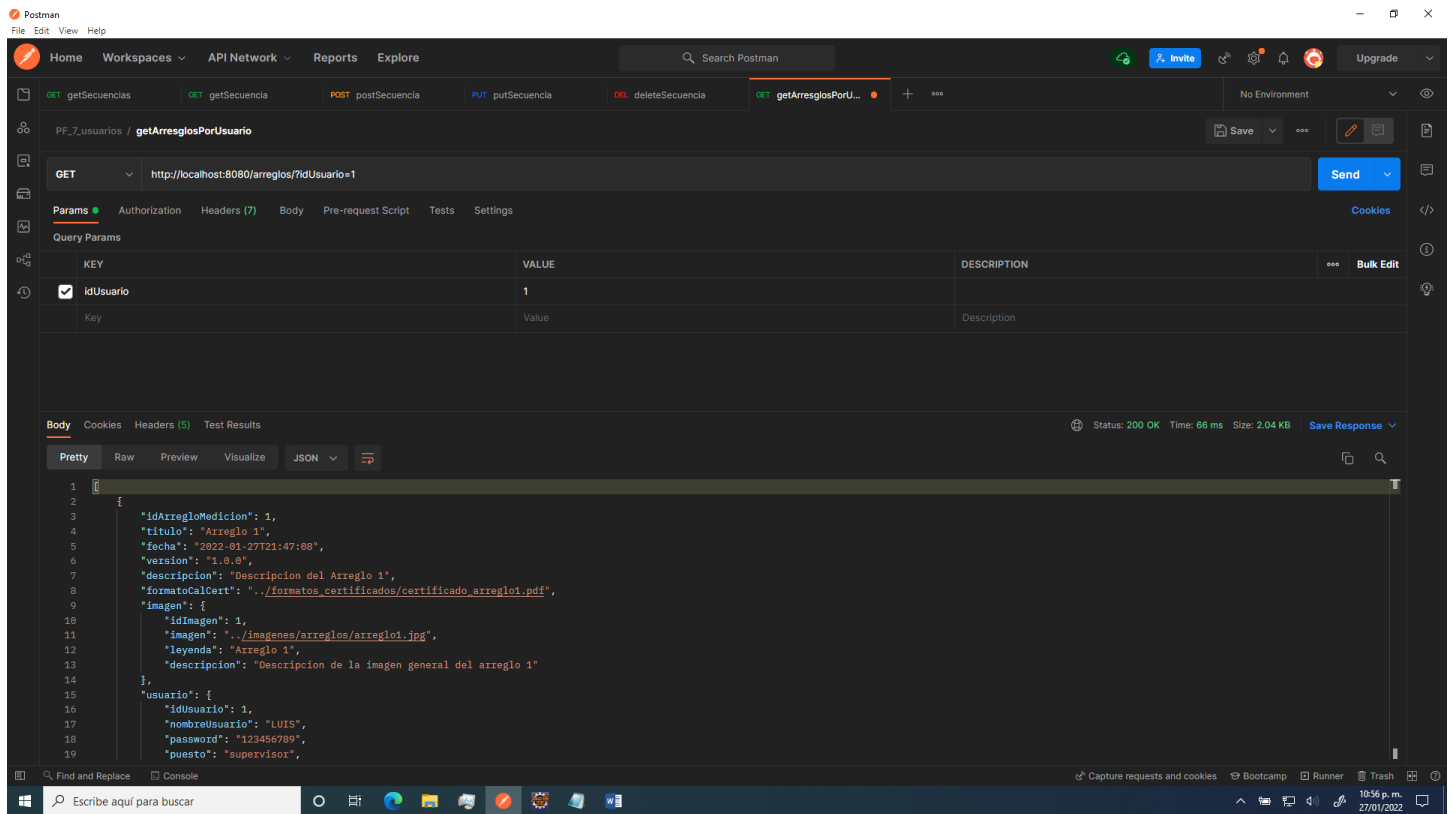 Postman
File Edit View Help
Home Workspaces API Network Reports Explore Search Postman Invite Upgrade
GET getSecuencias GET getSecuencia POST postSecuencia PUT putSecuencia DEL deleteSecuencia GET getArresglosPorU... No Environment
PF_7_usuarios / getArresglosPorUsuario Save
GET http://localhost:8080/arreglos/?idUsuario=1 Send
Params Authorization Headers (7) Body Pre-request Script Tests Settings Cookies
Query Params
KEY VALUE DESCRIPTION Bulk Edit
idUsuario 1
Key Value Description
Body Cookies Headers (5) Test Results Status: 200 OK Time: 66 ms Size: 2.04 KB Save Response
Pretty Raw Preview Visualize JSON
1 [
2 {
3 "idArregloMedicion": 1,
4 "titulo": "Arreglo 1",
5 "fecha": "2022-01-27T21:47:08",
6 "version": "1.0.0",
7 "descripcion": "Descripcion del Arreglo 1",
8 "formatoCalCert": "../formatos_certificados/certificado_arreglo1.pdf",
9 "imagen": {
10 "idImagen": 1,
11 "imagen": "../imagenes/arreglos/arreglo1.jpg",
12 "leyenda": "Arreglo 1",
13 "descripcion": "Descripcion de la imagen general del arreglo 1"
14 },
15 "usuario": {
16 "idUsuario": 1,
17 "nombreUsuario": "LUIS",
18 "password": "123456789",
19 "puesto": "supervisor",
Find and Replace Console Capture requests and cookies Bootcamp Runner Trash
Escribe aquí para buscar
10:56 p. m.
27/01/2022